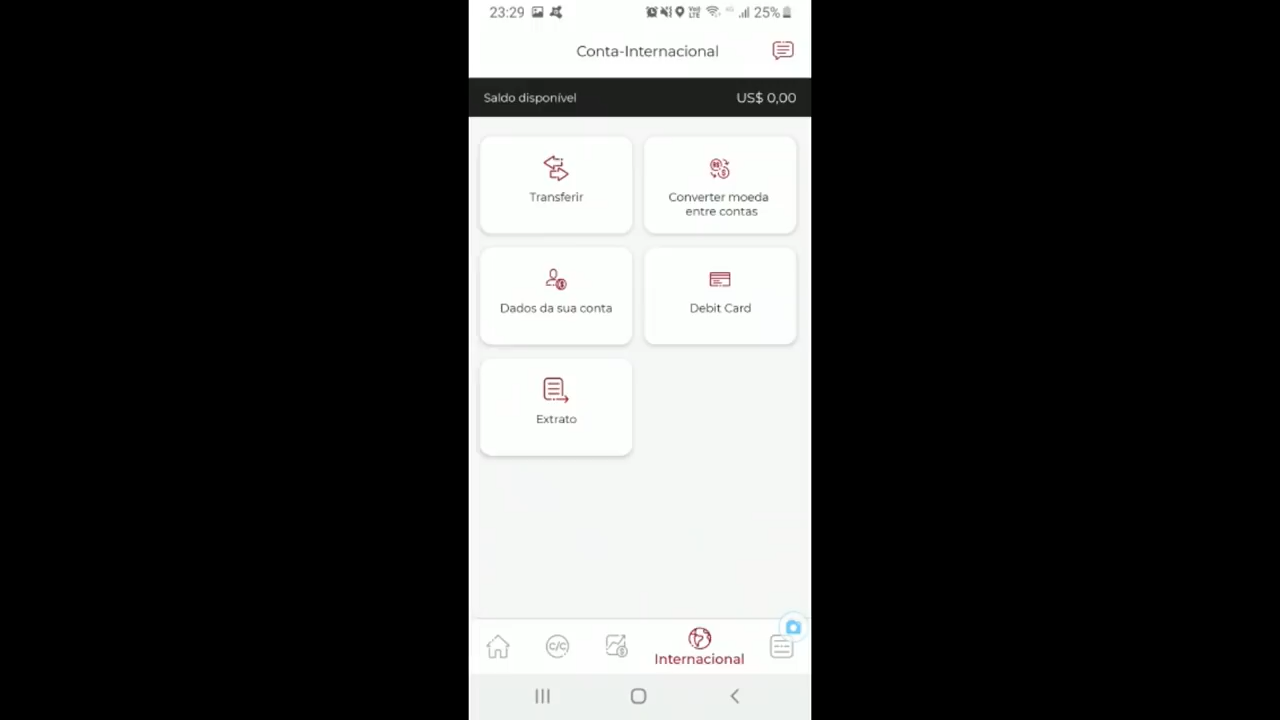 23:29 25%
Conta-Internacional
Saldo disponível US$ 0,00
Transferir
Converter moeda
entre contas
Dados da sua conta
Debit Card
Extrato
C/C
Internacional